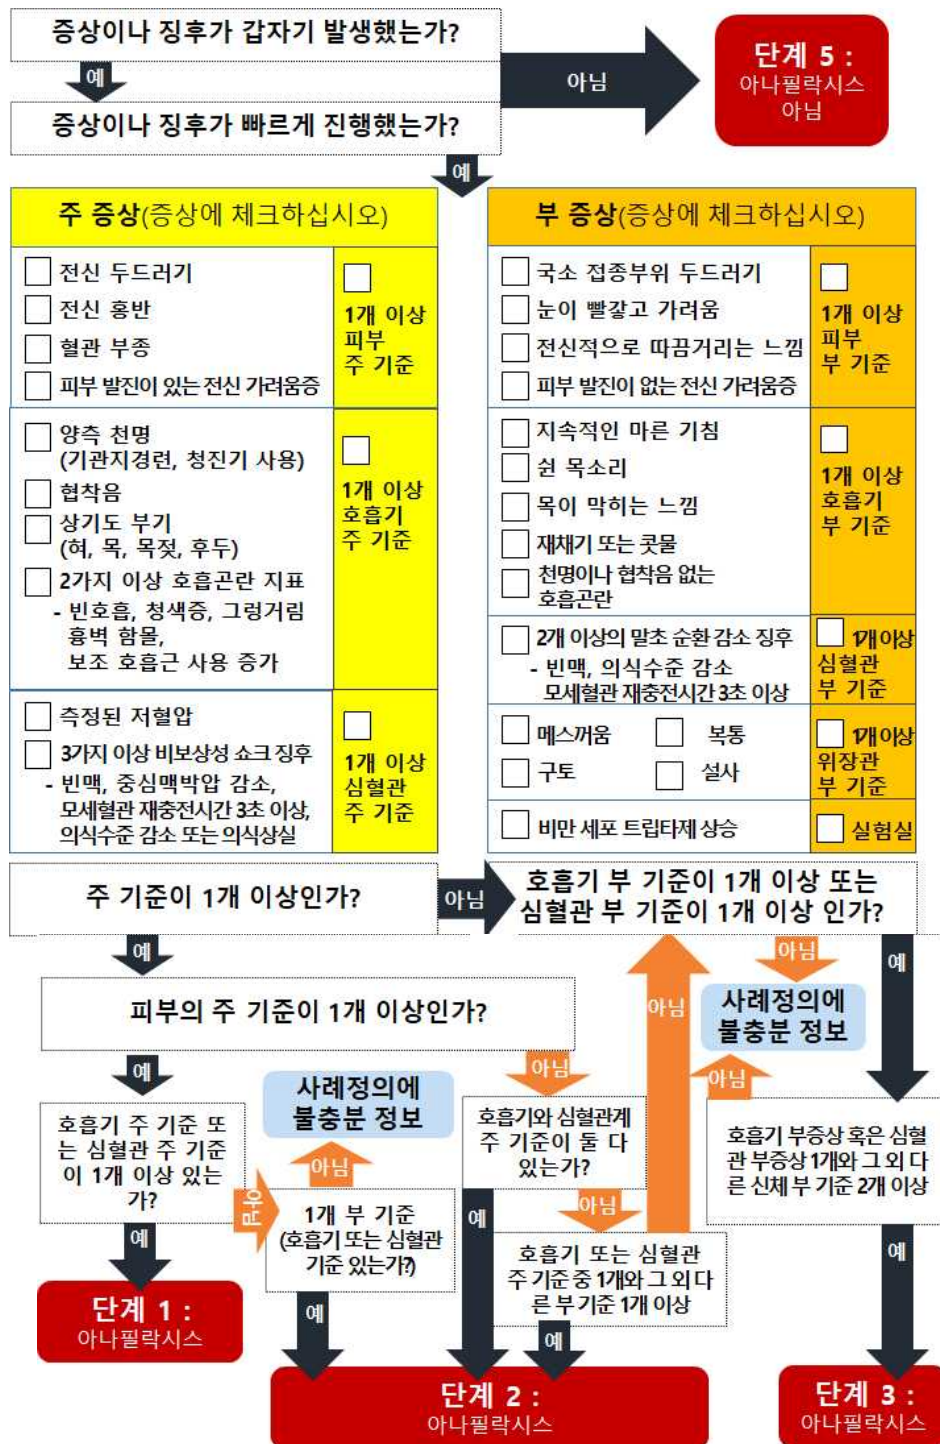 증상이나 징후가 갑자기 발생했는가?
예
아님
단계 5 :
아나필락시스
아님
증상이나 징후가 빠르게 진행했는가?
예
주 증상(증상에 체크하십시오)
전신 두드러기
전신 홍반
혈관 부종
피부 발진이 있는 전신 가려움증
1개 이상
피부
주 기준
양측 천명
(기관지경련, 청진기 사용)
협착음
상기도 부기
(혀, 목, 목젖, 후두)
2가지 이상 호흡곤란 지표
- 빈호흡, 청색증, 그렁거림
흉벽 함몰,
보조 호흡근 사용 증가
1개 이상
호흡기
주 기준
측정된 저혈압
3가지 이상 비보상성 쇼크 징후
- 빈맥, 중심맥박압 감소,
모세혈관 재충전시간 3초 이상,
의식수준 감소 또는 의식상실
1개 이상
심혈관
주 기준
부 증상(증상에 체크하십시오)
국소 접종부위 두드러기
눈이 빨갛고 가려움
전신적으로 따끔거리는 느낌
피부 발진이 없는 전신 가려움증
1개 이상
피부
부 기준
지속적인 마른 기침
쉰 목소리
목이 막히는 느낌
재채기 또는 콧물
천명이나 협착음 없는
호흡곤란
1개 이상
호흡기
부 기준
2개 이상의 말초 순환 감소 징후
- 빈맥, 의식수준 감소
모세혈관 재충전시간 3초 이상
1개 이상
심혈관
부 기준
메스꺼움
복통
구토
설사
1개 이상
위장관
부 기준
비만 세포 트립타제 상승
실험실
주 기준이 1개 이상인가?
아님
호흡기 부 기준이 1개 이상 또는
심혈관 부 기준이 1개 이상 인가?
예
아님
예
피부의 주 기준이 1개 이상인가?
아님
사례정의에
불충분 정보
예
사례정의에
불충분 정보
아님
아님
호흡기 주 기준 또
는 심혈관 주 기준
이 1개 이상 있는
가?
아님
아님
1개 부 기준
(호흡기 또는 심혈관
기준 있는가?)
호흡기와 심혈관계
주 기준이 둘 다
있는가?
아님
호흡기 부증상 혹은 심혈
관 부증상 1개와 그 외 다
른 신체 부 기준 2개 이상
예
예
호흡기 또는 심혈관
주 기준 중 1개와 그 외 다
른 부 기준 1개 이상
예
단계 1 :
아나필락시스
예
예
단계 2 :
아나필락시스
단계 3 :
아나필락시스